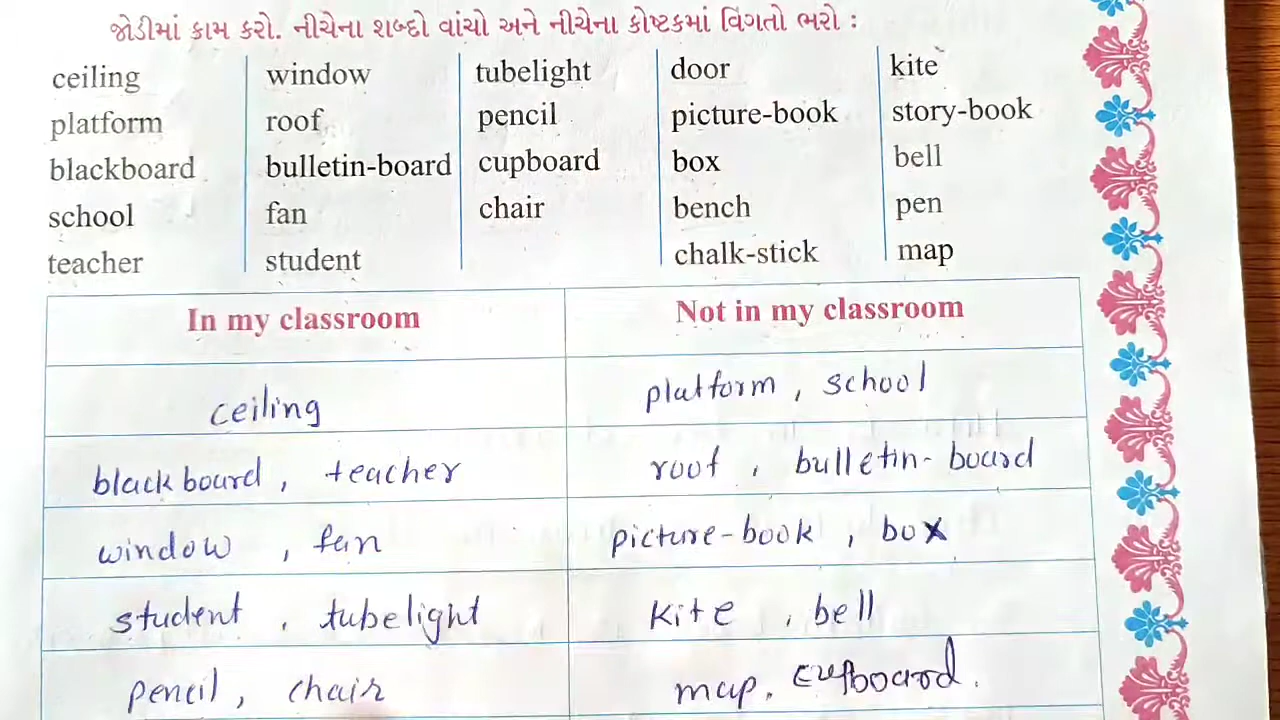 જોડીમાં કામ કરો. નીચેના શબ્દો વાંચો અને નીચેના કોષ્ટકમાં વિગતો ભરો :
ceiling window tubelight door kite
platform roof pencil picture-book story-book
blackboard bulletin-board cupboard box bell
school fan chair bench pen
teacher student chalk-stick map
In my classroom Not in my classroom
ceiling platform , school
blackboard , teacher roof , bulletin-board
window , fan picture-book , box
student , tubelight kite , bell
pencil , chair map, cupboard.